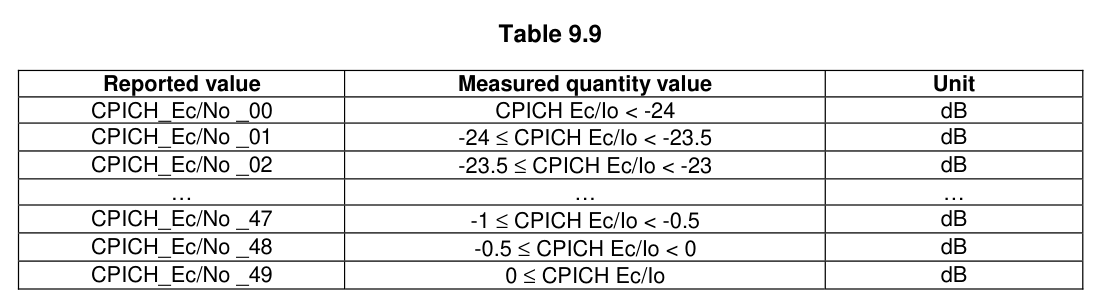 Table 9.9
Reported value Measured quantity value Unit
CPICH_Ec/No _00 CPICH Ec/Io < -24 dB
CPICH_Ec/No _01 -24 ≤ CPICH Ec/Io < -23.5 dB
CPICH_Ec/No _02 -23.5 ≤ CPICH Ec/Io < -23 dB
… … …
CPICH_Ec/No _47 -1 ≤ CPICH Ec/Io < -0.5 dB
CPICH_Ec/No _48 -0.5 ≤ CPICH Ec/Io < 0 dB
CPICH_Ec/No _49 0 ≤ CPICH Ec/Io dB